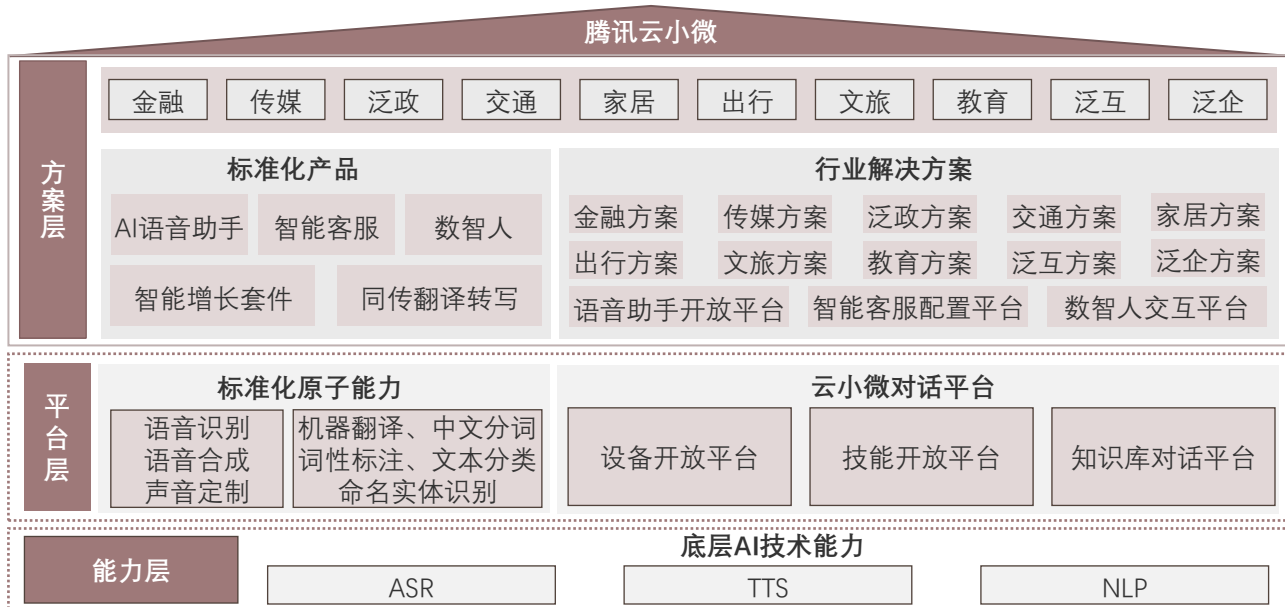 腾讯云小微
方案层
金融 传媒 泛政 交通 家居 出行 文旅 教育 泛互 泛企
标准化产品
AI语音助手 智能客服 数智人
智能增长套件 同传翻译转写
行业解决方案
金融方案 传媒方案 泛政方案 交通方案 家居方案
出行方案 文旅方案 教育方案 泛互方案 泛企方案
语音助手开放平台 智能客服配置平台 数智人交互平台
平台层
标准化原子能力
语音识别
语音合成
声音定制
机器翻译、中文分词
词性标注、文本分类
命名实体识别
云小微对话平台
设备开放平台 技能开放平台 知识库对话平台
能力层
底层AI技术能力
ASR TTS NLP